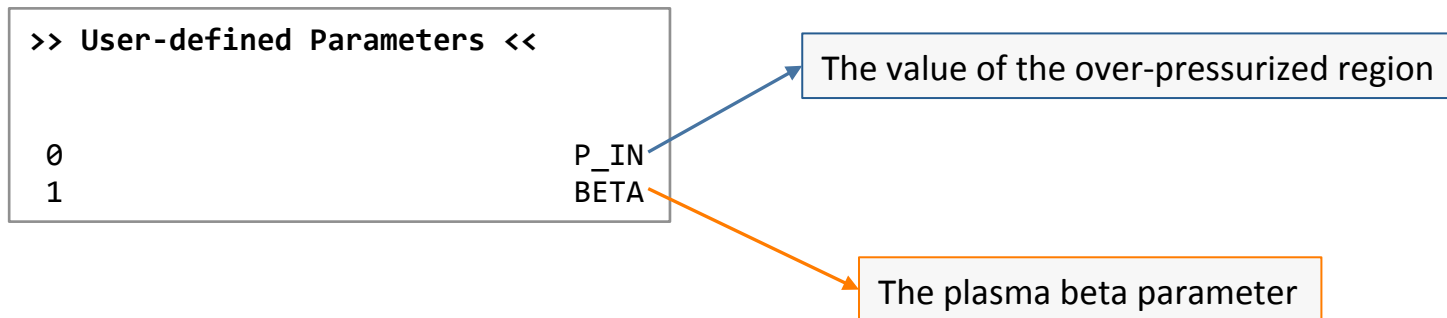 >> User-defined Parameters <<
The value of the over-pressurized region
0 P_IN
1 BETA
The plasma beta parameter